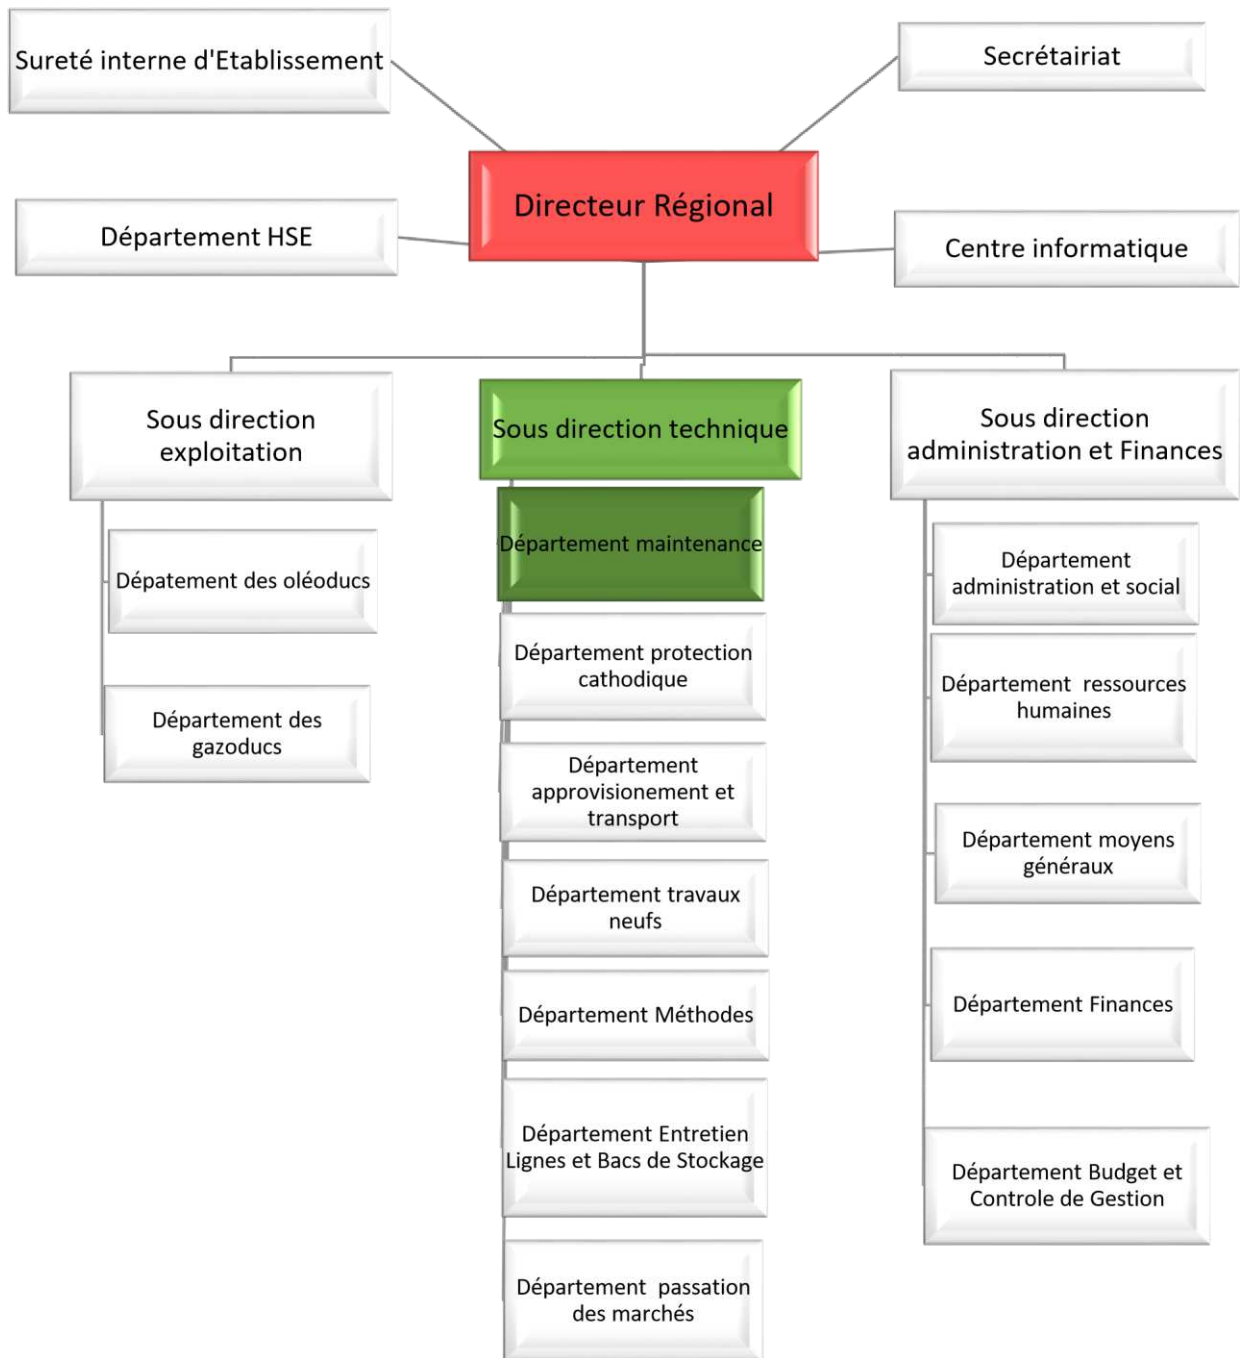 Sureté interne d'Etablissement
Secrétairiat
Directeur Régional
Département HSE
Centre informatique
Sous direction
exploitation
Dépatement des oléoducs
Département des
gazoducs
Sous direction technique
Département maintenance
Département protection
cathodique
Département
approvisionement et
transport
Département travaux
neufs
Département Méthodes
Département Entretien
Lignes et Bacs de Stockage
Département passation
des marchés
Sous direction
administration et Finances
Département
administration et social
Département ressources
humaines
Département moyens
généraux
Département Finances
Département Budget et
Controle de Gestion